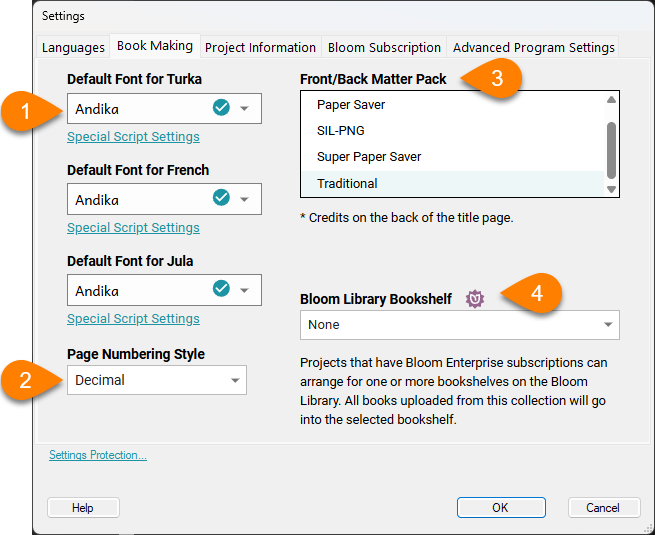 Settings
Languages
Book Making
Project Information
Bloom Subscription
Advanced Program Settings
Default Font for Turka
1
Andika
Special Script Settings
Default Font for French
Andika
Special Script Settings
Default Font for Jula
Andika
Special Script Settings
Page Numbering Style
2
Decimal
Front/Back Matter Pack
3
Paper Saver
SIL-PNG
Super Paper Saver
Traditional
* Credits on the back of the title page.
Bloom Library Bookshelf
4
None
Projects that have Bloom Enterprise subscriptions can
arrange for one or more bookshelves on the Bloom
Library. All books uploaded from this collection will go
into the selected bookshelf.
Settings Protection...
Help
OK
Cancel